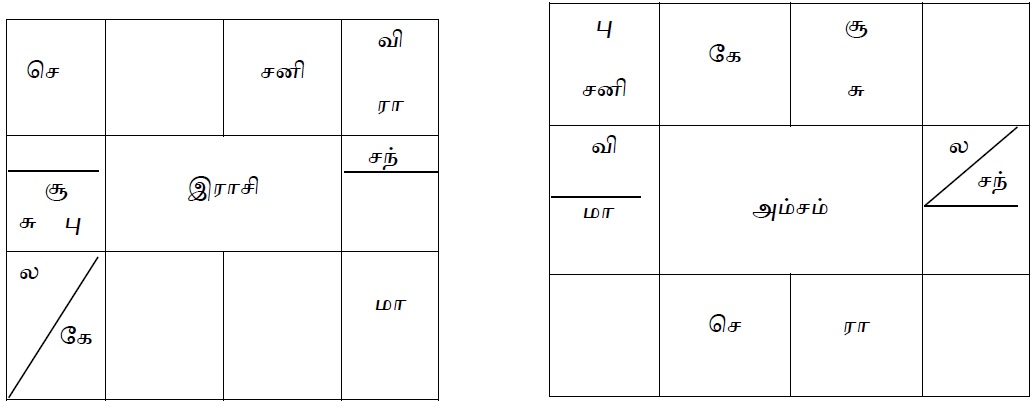 செ
சனி
வி
ரா
சூ
சு பு
இராசி
சந்
ல
கே
மா
பு
சனி
கே
சூ
சு
வி
மா
அம்சம்
ல
சந்
செ
ரா